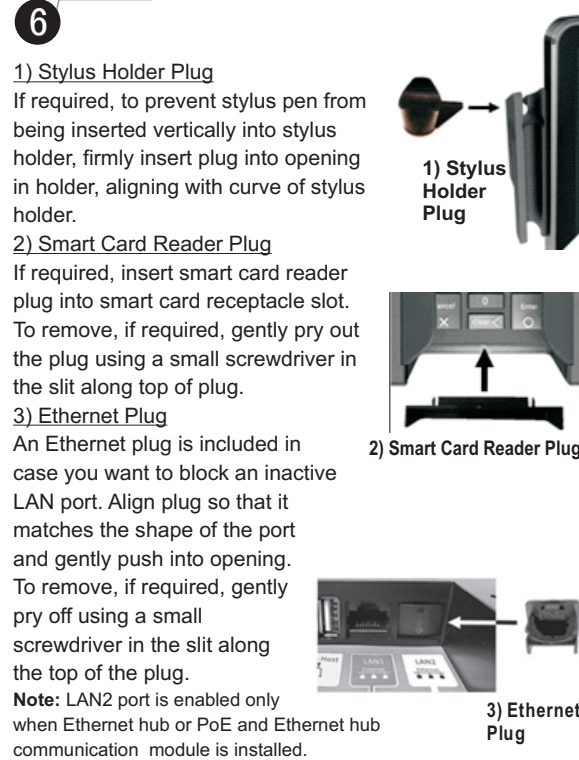 6
1) Stylus Holder Plug
If required, to prevent stylus pen from
being inserted vertically into stylus
holder, firmly insert plug into opening
in holder, aligning with curve of stylus
holder.
1) Stylus
Holder
Plug
2) Smart Card Reader Plug
If required, insert smart card reader
plug into smart card receptacle slot.
To remove, if required, gently pry out
the plug using a small screwdriver in
the slit along top of plug.
0
Enter
Clear <
X O
2) Smart Card Reader Plug
3) Ethernet Plug
An Ethernet plug is included in
case you want to block an inactive
LAN port. Align plug so that it
matches the shape of the port
and gently push into opening.
To remove, if required, gently
pry off using a small
screwdriver in the slit along
the top of the plug.
Host
LAN1
LAN2
3) Ethernet
Plug
Note: LAN2 port is enabled only
when Ethernet hub or PoE and Ethernet hub
communication module is installed.